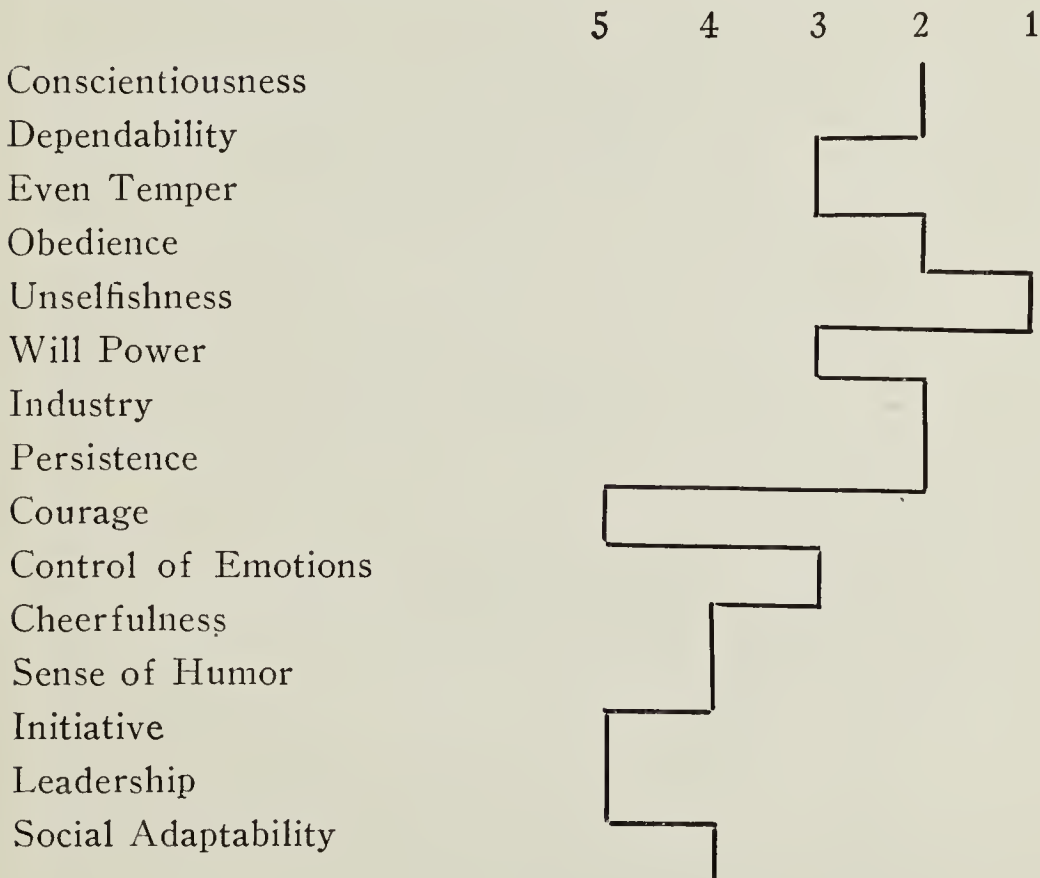 5 4 3 2 1
Conscientiousness
Dependability
Even Temper
Obedience
Unselfishness
Will Power
Industry
Persistence
Courage
Control of Emotions
Cheerfulness
Sense of Humor
Initiative
Leadership
Social Adaptability